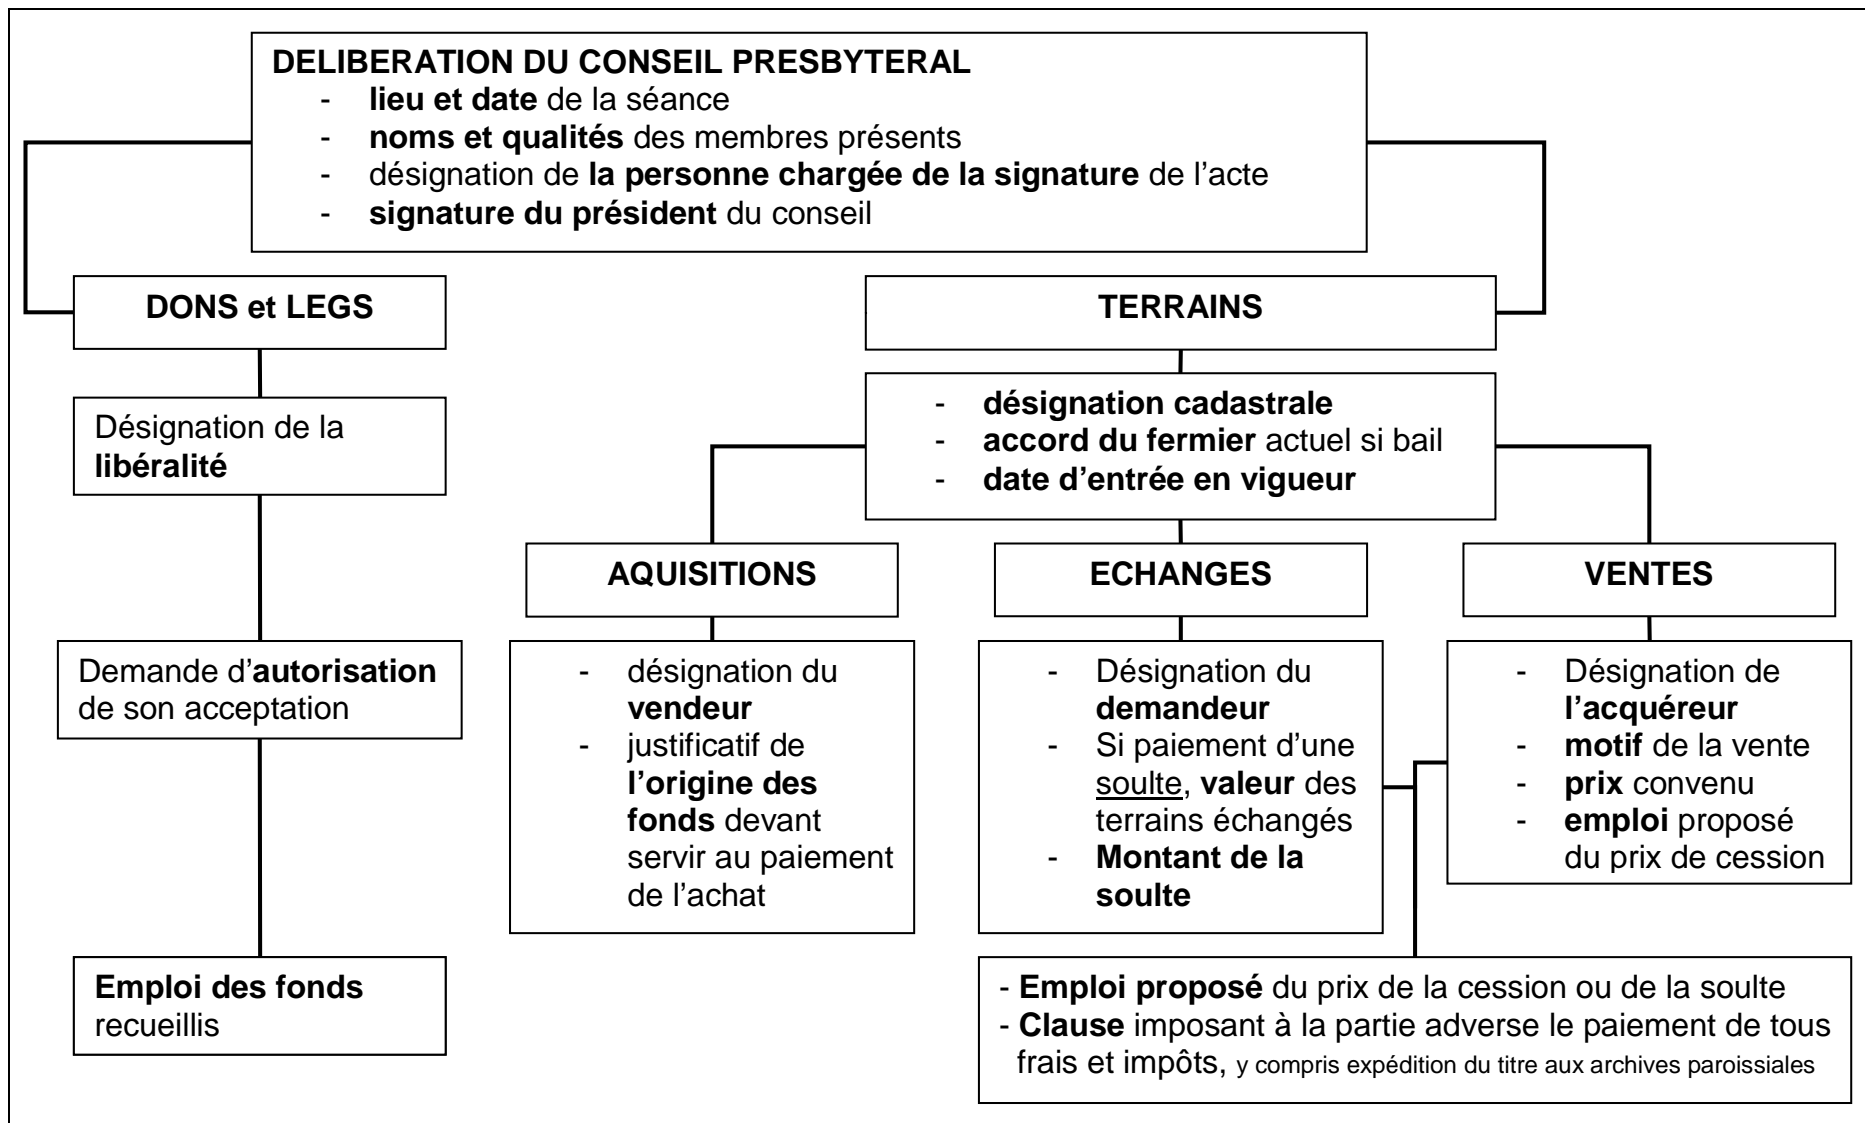 DELIBERATION DU CONSEIL PRESBYTERAL
- lieu et date de la séance
- noms et qualités des membres présents
- désignation de la personne chargée de la signature de l’acte
- signature du président du conseil
DONS et LEGS
Désignation de la
libéralité
Demande d’autorisation
de son acceptation
Emploi des fonds
recueillis
TERRAINS
- désignation cadastrale
- accord du fermier actuel si bail
- date d’entrée en vigueur
AQUISITIONS
- désignation du
vendeur
- justificatif de
l’origine des
fonds devant
servir au paiement
de l’achat
ECHANGES
- Désignation du
demandeur
- Si paiement d’une
soulte, valeur des
terrains échangés
- Montant de la
soulte
VENTES
- Désignation de
l’acquéreur
- motif de la vente
- prix convenu
- emploi proposé
du prix de cession
- Emploi proposé du prix de la cession ou de la soulte
- Clause imposant à la partie adverse le paiement de tous
frais et impôts, y compris expédition du titre aux archives paroissiales